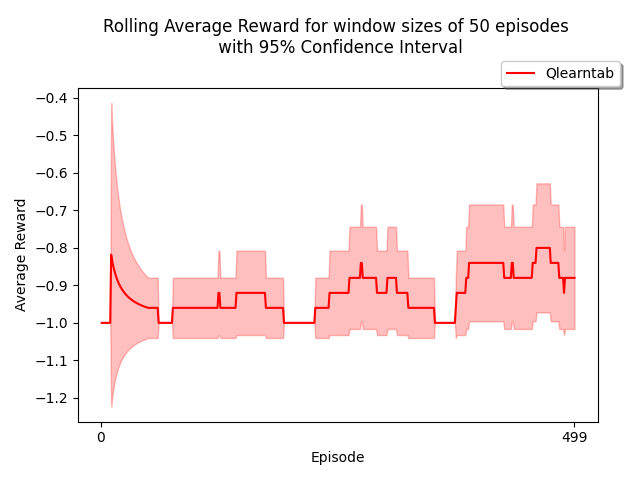 Rolling Average Reward for window sizes of 50 episodes
with 95% Confidence Interval
Qlearntab
−0.4
−0.5
−0.6
−0.7
−0.8
−0.9
−1.0
−1.1
−1.2
Average Reward
0
499
Episode